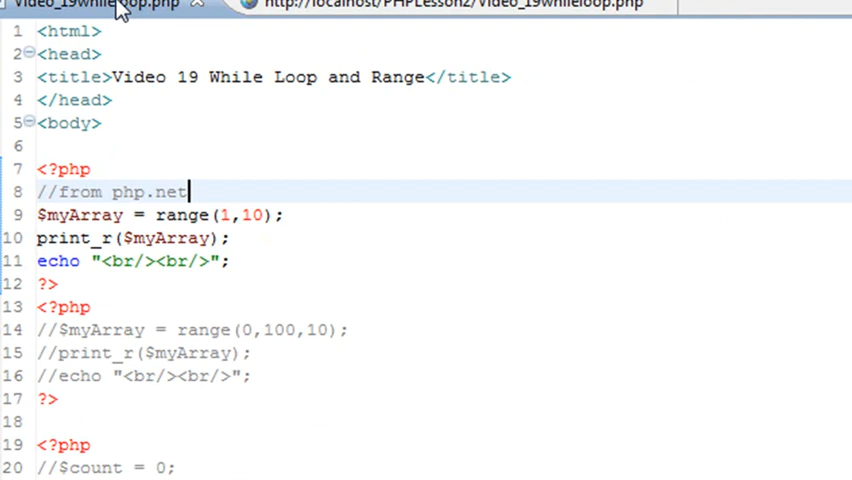 Video_19whileloop.php http://localhost/PHPLesson2/Video_19whileloop.php
1 <html>
2 <head>
3 <title>Video 19 While Loop and Range</title>
4 </head>
5 <body>
6
7 <?php
8 //from php.net
9 $myArray = range(1,10);
10 print_r($myArray);
11 echo "<br/><br/>";
12 ?>
13 <?php
14 //$myArray = range(0,100,10);
15 //print_r($myArray);
16 //echo "<br/><br/>";
17 ?>
18
19 <?php
20 //$count = 0;